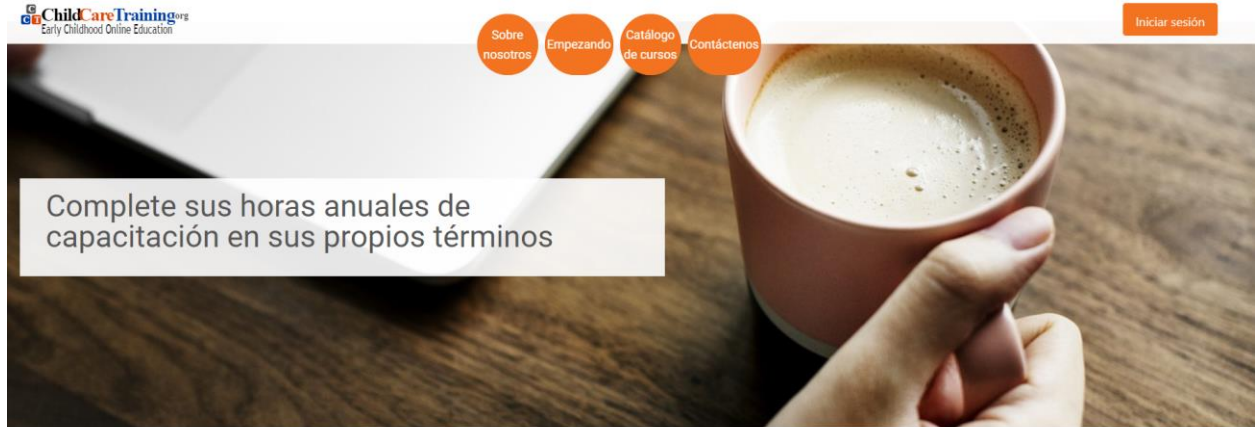 CCT ChildCareTraining.org
Early Childhood Online Education
Sobre
nosotros
Empezando
Catálogo
de cursos
Contáctenos
Iniciar sesión
Complete sus horas anuales de
capacitación en sus propios términos